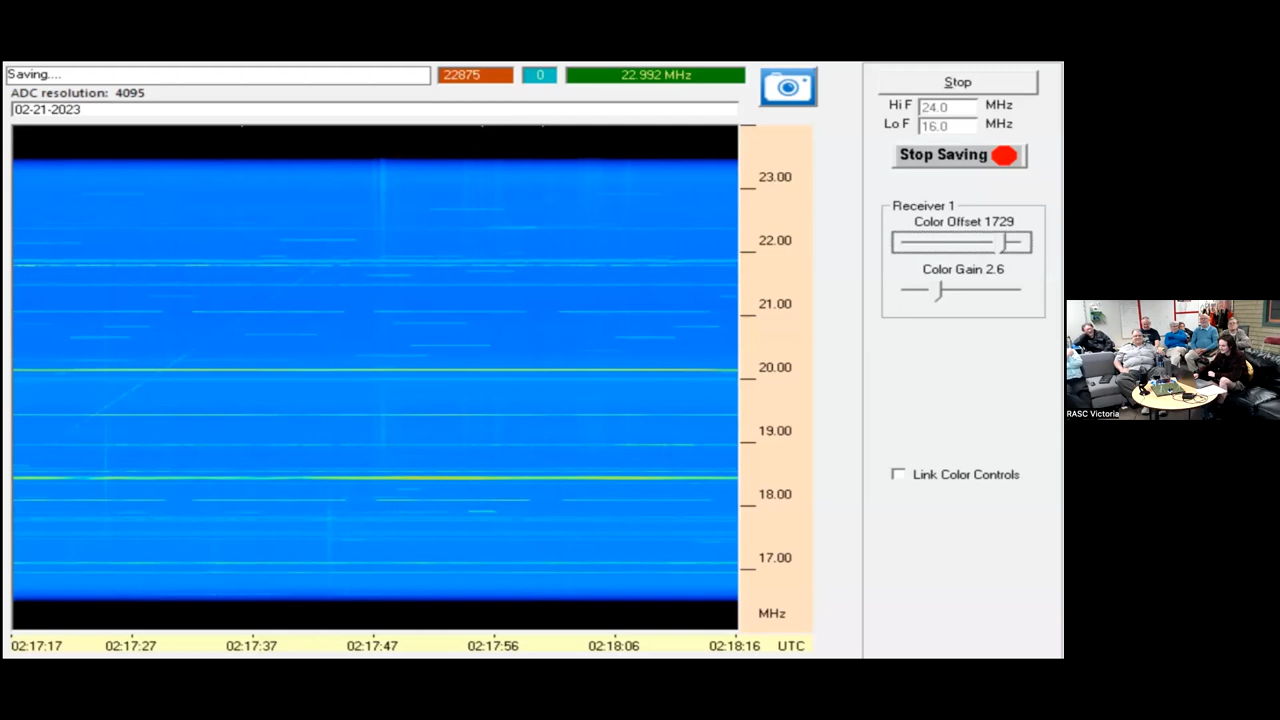 Saving....
22875
0
22.992 MHz
ADC resolution: 4095
02-21-2023
23.00
22.00
21.00
20.00
19.00
18.00
17.00
MHz
02:17:17 02:17:27 02:17:37 02:17:47 02:17:56 02:18:06 02:18:16 UTC
Stop
Hi F 24.0 MHz
Lo F 16.0 MHz
Stop Saving
Receiver 1
Color Offset 1729
Color Gain 2.6
Link Color Controls
RASC Victoria